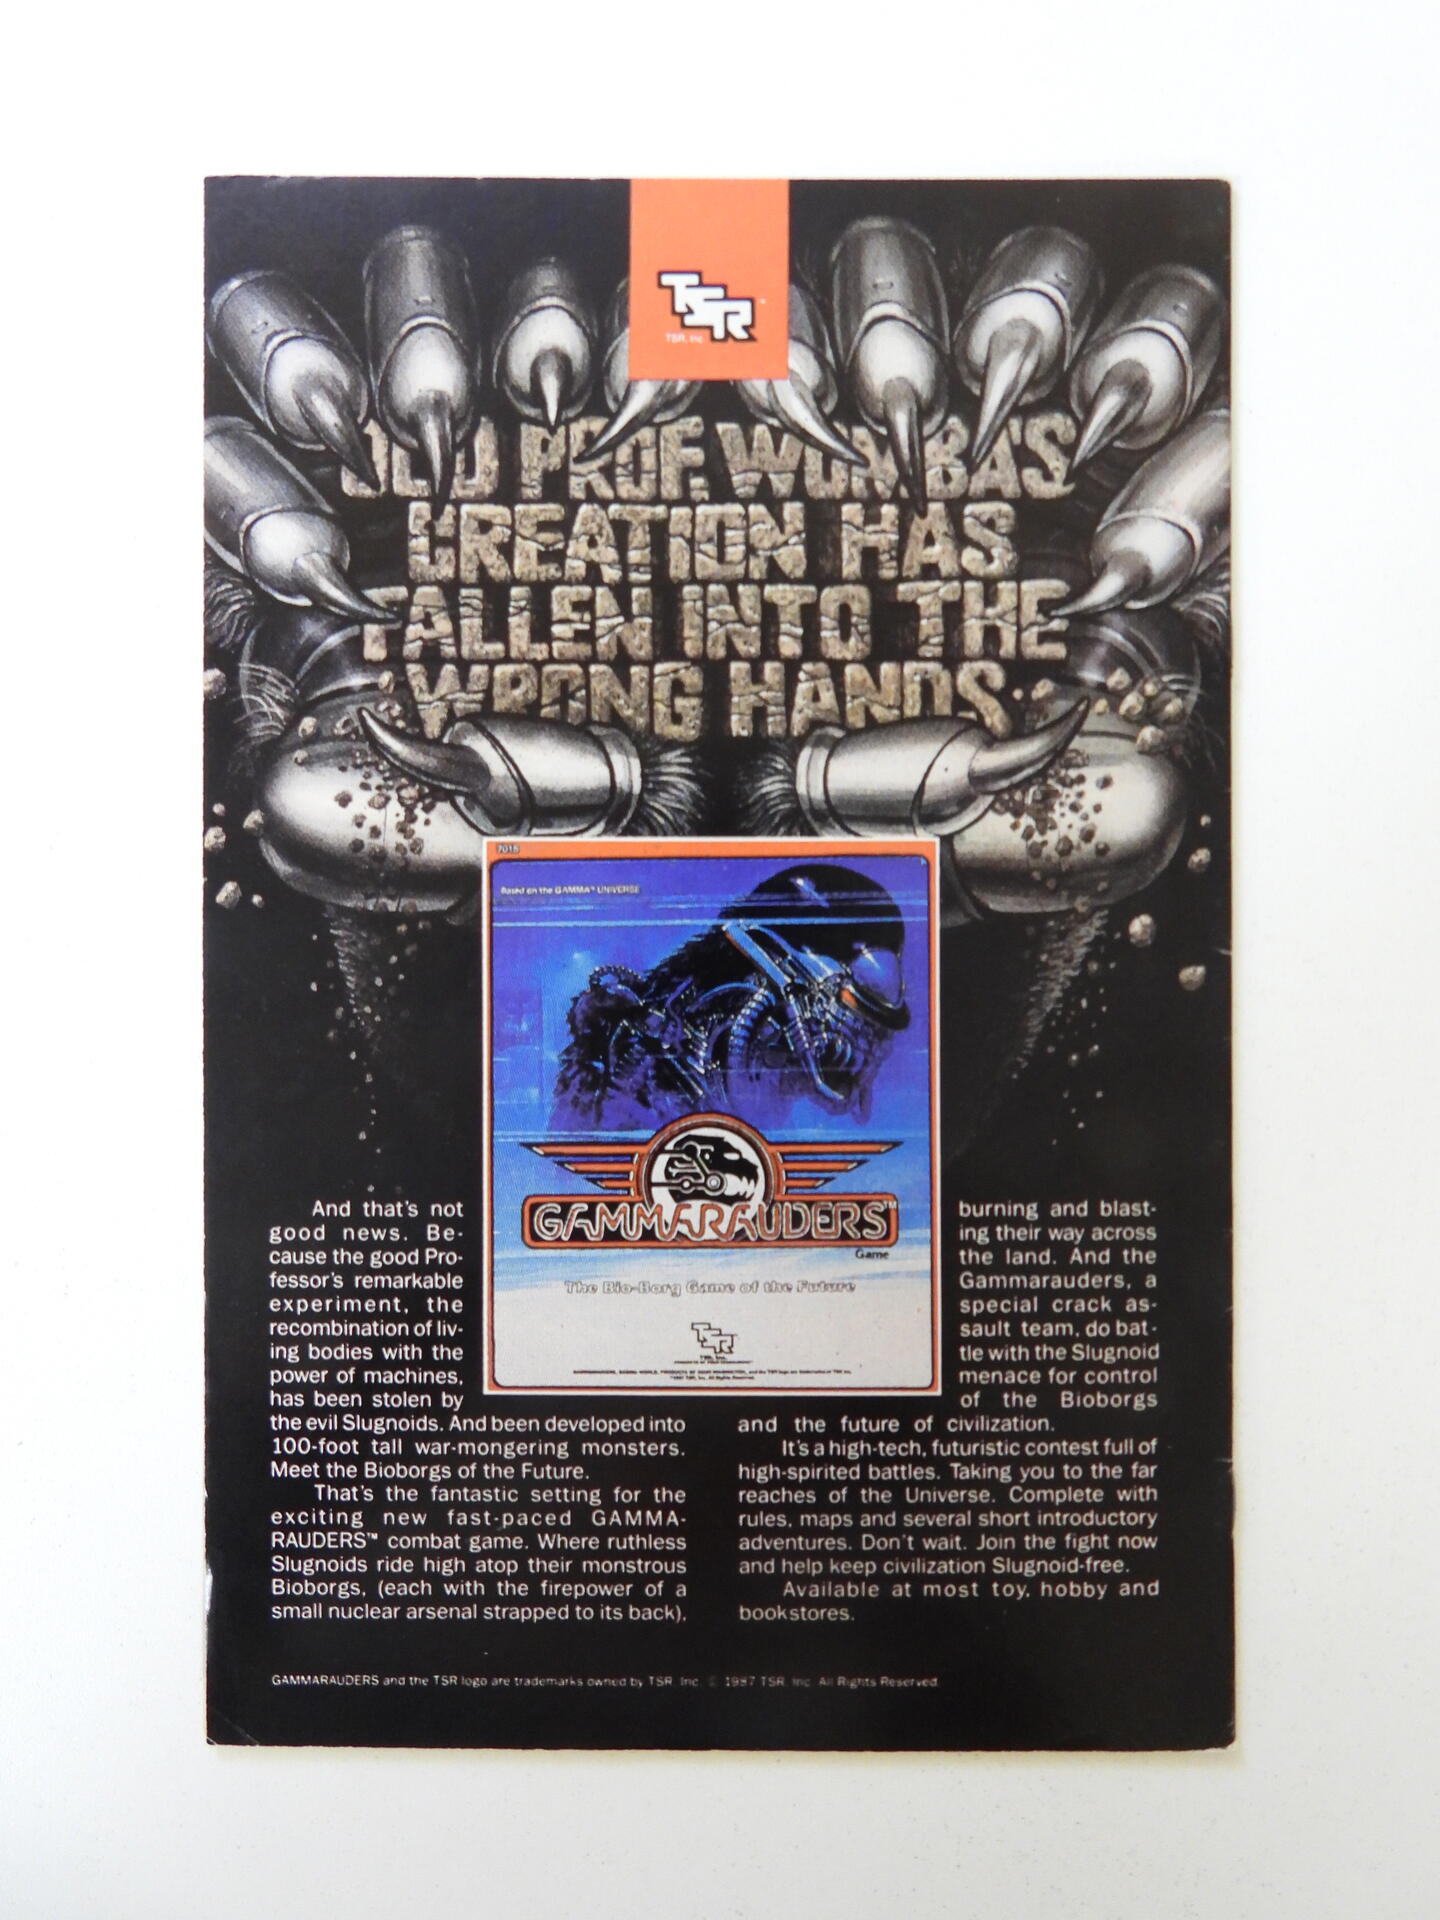 TSR™
TSR, Inc.
OLD PROF. WOMBA'S
CREATION HAS
FALLEN INTO THE
WRONG HANDS.
7015
Based on the GAMMA™ UNIVERSE
GAMMARAUDERS™
Game
The Bio-Borg Game of the Future
TSR
TSR, Inc.
And that's not
good news. Be-
cause the good Pro-
fessor's remarkable
experiment, the
recombination of liv-
ing bodies with the
power of machines,
has been stolen by
the evil Slugnoids. And been developed into
100-foot tall war-mongering monsters.
Meet the Bioborgs of the Future.
That's the fantastic setting for the
exciting new fast-paced GAMMA-
RAUDERS™ combat game. Where ruthless
Slugnoids ride high atop their monstrous
Bioborgs, (each with the firepower of a
small nuclear arsenal strapped to its back),
burning and blast-
ing their way across
the land. And the
Gammarauders, a
special crack as-
sault team, do bat-
tle with the Slugnoid
menace for control
of the Bioborgs
and the future of civilization.
It's a high-tech, futuristic contest full of
high-spirited battles. Taking you to the far
reaches of the Universe. Complete with
rules, maps and several short introductory
adventures. Don't wait. Join the fight now
and help keep civilization Slugnoid-free.
Available at most toy, hobby and
bookstores.
GAMMARAUDERS and the TSR logo are trademarks owned by TSR, Inc. © 1987 TSR, Inc. All Rights Reserved.